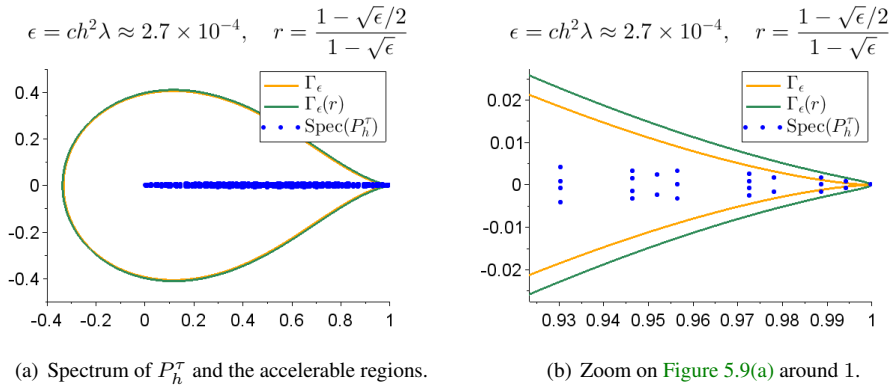 ϵ = ch²λ ≈ 2.7 × 10⁻⁴, r = (1 − √ϵ/2)/(1 − √ϵ)
ϵ = ch²λ ≈ 2.7 × 10⁻⁴, r = (1 − √ϵ/2)/(1 − √ϵ)
0.4
0.2
0
-0.2
-0.4
-0.4 -0.2 0 0.2 0.4 0.6 0.8 1
Γ_ϵ
Γ_ϵ(r)
Spec(P_h^τ)
0.02
0.01
0
-0.01
-0.02
0.93 0.94 0.95 0.96 0.97 0.98 0.99 1
Γ_ϵ
Γ_ϵ(r)
Spec(P_h^τ)
(a) Spectrum of P_h^τ and the accelerable regions.
(b) Zoom on Figure 5.9(a) around 1.